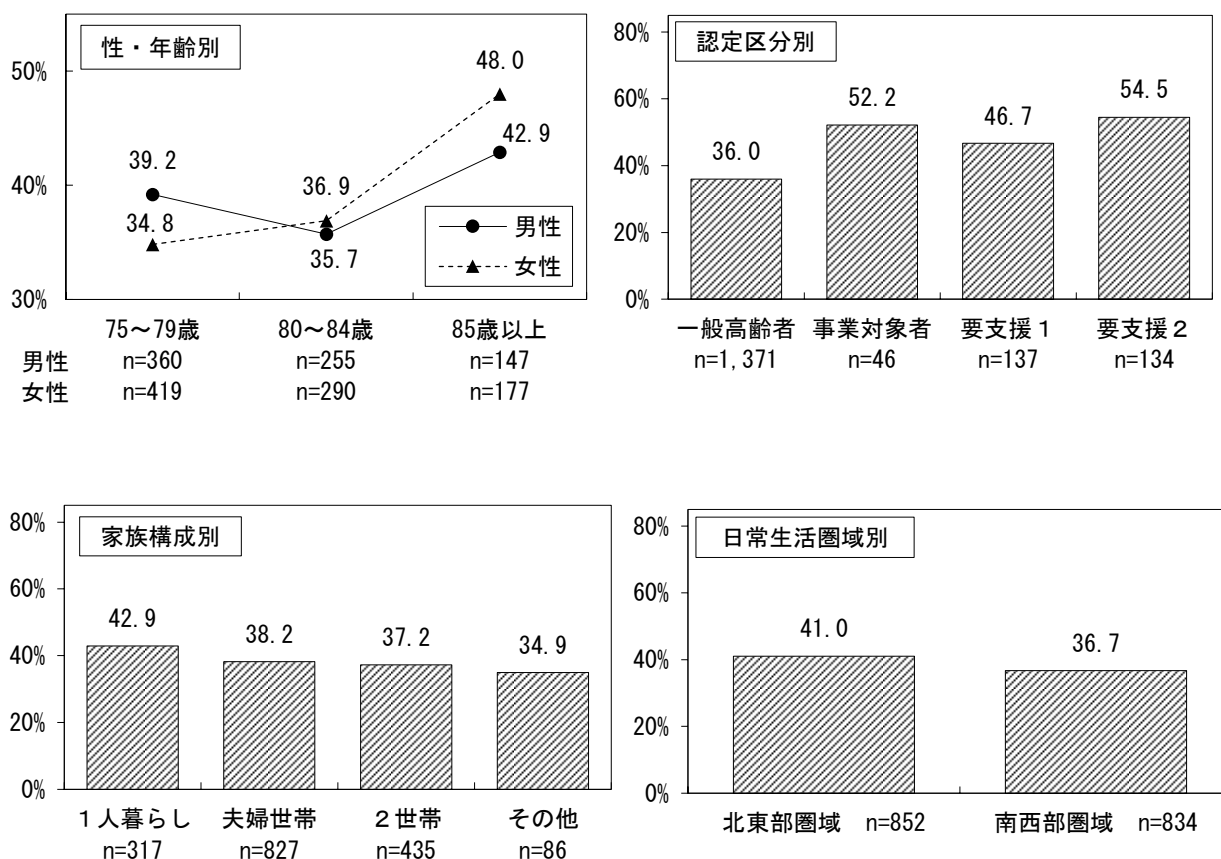 性・年齢別
50%
40%
30%
39.2
34.8
36.9
35.7
48.0
42.9
男性
女性
75～79歳 80～84歳 85歳以上
男性 n=360 n=255 n=147
女性 n=419 n=290 n=177
認定区分別
80%
60%
40%
20%
0%
36.0
52.2
46.7
54.5
一般高齢者 事業対象者 要支援１ 要支援２
n=1,371 n=46 n=137 n=134
家族構成別
80%
60%
40%
20%
0%
42.9
38.2
37.2
34.9
１人暮らし 夫婦世帯 ２世帯 その他
n=317 n=827 n=435 n=86
日常生活圏域別
80%
60%
40%
20%
0%
41.0
36.7
北東部圏域 n=852 南西部圏域 n=834